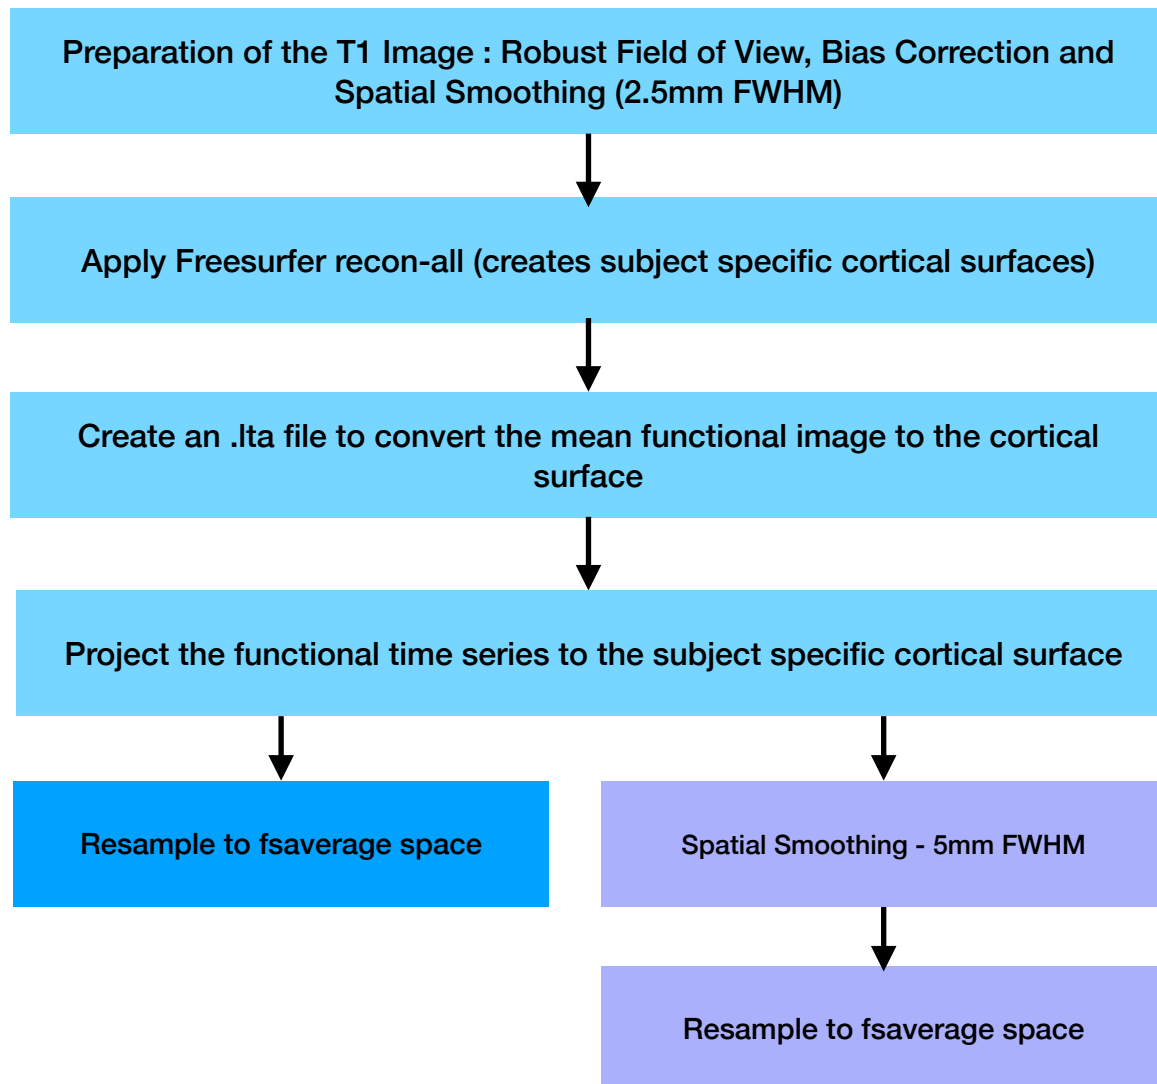 Preparation of the T1 Image : Robust Field of View, Bias Correction and
Spatial Smoothing (2.5mm FWHM)
Apply Freesurfer recon-all (creates subject specific cortical surfaces)
Create an .lta file to convert the mean functional image to the cortical
surface
Project the functional time series to the subject specific cortical surface
Resample to fsaverage space
Spatial Smoothing - 5mm FWHM
Resample to fsaverage space